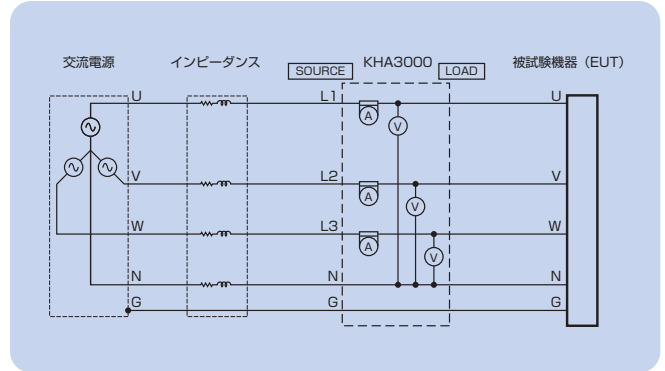 交流電源 インピーダンス SOURCE KHA3000 LOAD 被試験機器（EUT）
U L1 U
A V
V L2 V
A V
W L3 W
A V
N N N
G G G